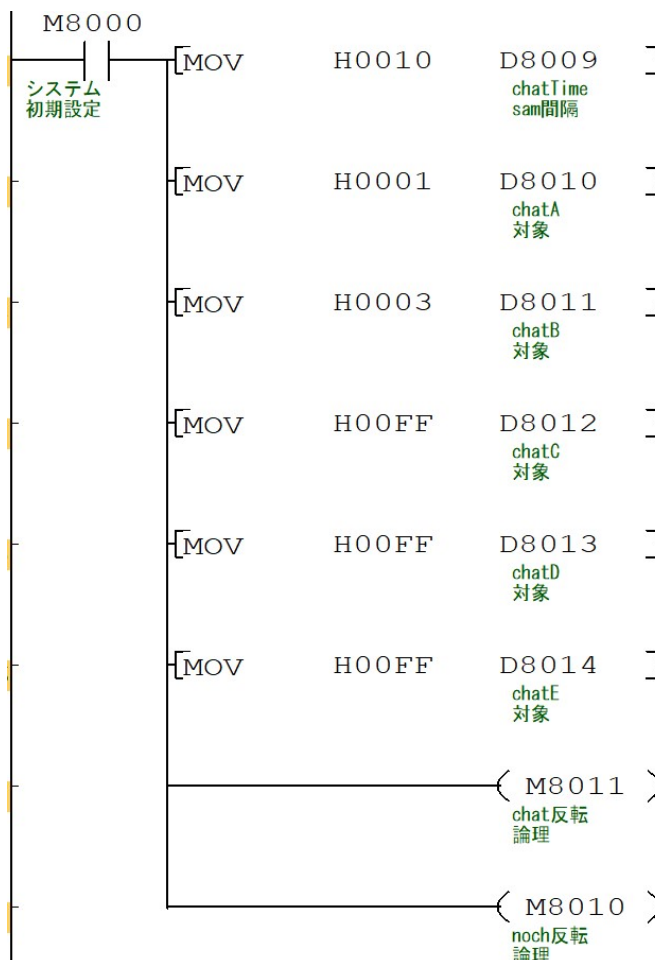 M8000
MOV H0010 D8009
システム
初期設定
chatTime
sam間隔
MOV H0001 D8010
chatA
対象
MOV H0003 D8011
chatB
対象
MOV H00FF D8012
chatC
対象
MOV H00FF D8013
chatD
対象
MOV H00FF D8014
chatE
対象
M8011
chat反転
論理
M8010
noch反転
論理